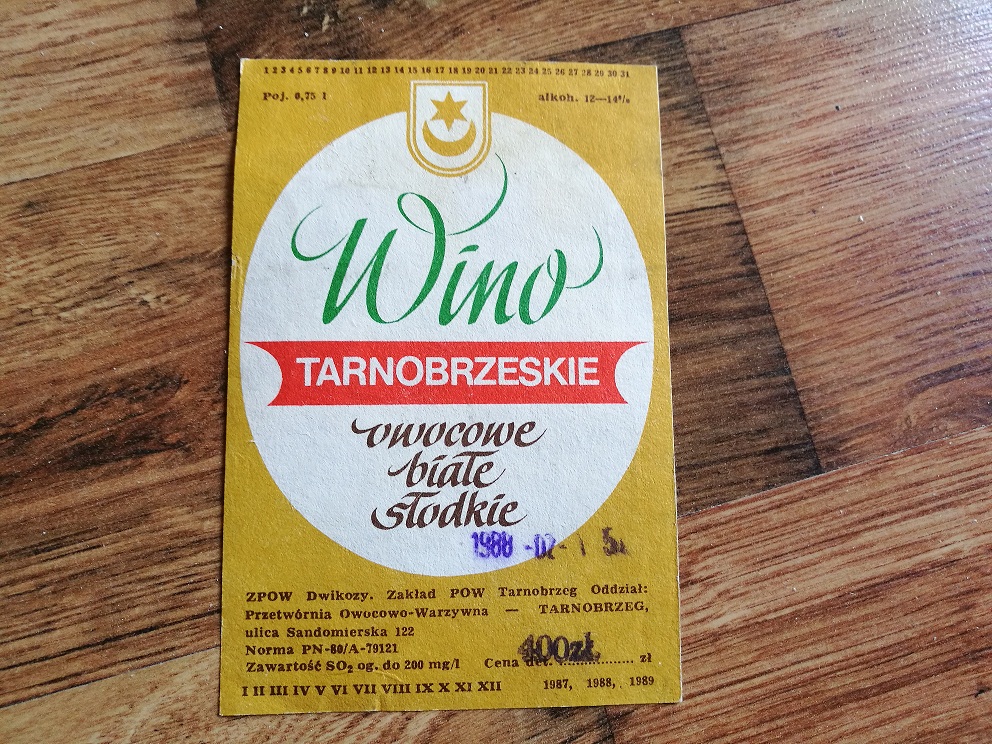 1 2 3 4 5 6 7 8 9 10 11 12 13 14 15 16 17 18 19 20 21 22 23 24 25 26 27 28 29 30 31
Poj. 0,75 l alkoh. 12—14%
Wino
TARNOBRZESKIE
owocowe
białe
słodkie
1988 -02- 1 5.
ZPOW Dwikozy. Zakład POW Tarnobrzeg Oddział:
Przetwórnia Owocowo-Warzywna — TARNOBRZEG,
ulica Sandomierska 122
Norma PN-80/A-79121
Zawartość SO₂ og. do 200 mg/l Cena det. 400zł. zł
I II III IV V VI VII VIII IX X XI XII 1987, 1988, 1989